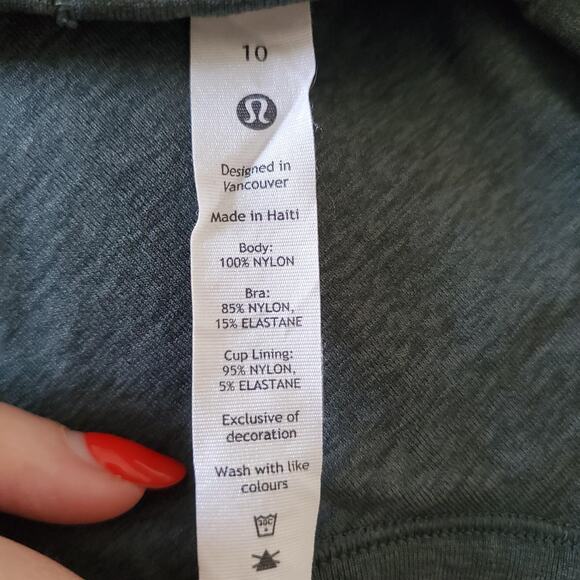 10
Designed in
Vancouver
Made in Haiti
Body:
100% NYLON
Bra:
85% NYLON,
15% ELASTANE
Cup Lining:
95% NYLON,
5% ELASTANE
Exclusive of
decoration
Wash with like
colours
30C